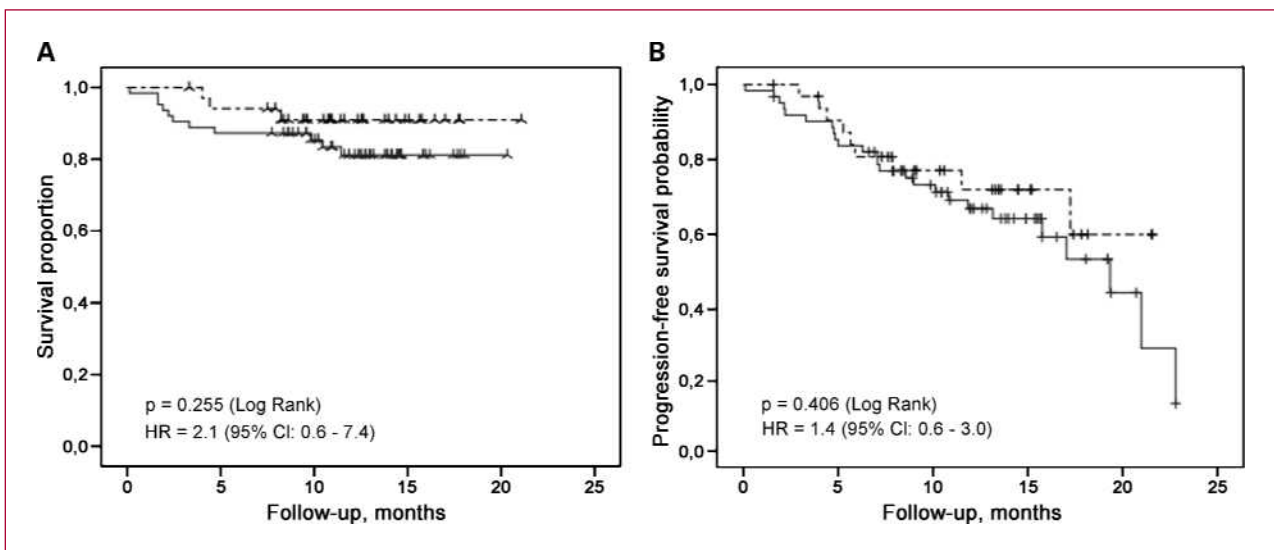 A
Survival proportion
1,0
0,8
0,6
0,4
0,2
0,0
p = 0.255 (Log Rank)
HR = 2.1 (95% CI: 0.6 - 7.4)
0 5 10 15 20 25
Follow-up, months
B
Progression-free survival probability
1,0
0,8
0,6
0,4
0,2
0,0
p = 0.406 (Log Rank)
HR = 1.4 (95% CI: 0.6 - 3.0)
0 5 10 15 20 25
Follow-up, months